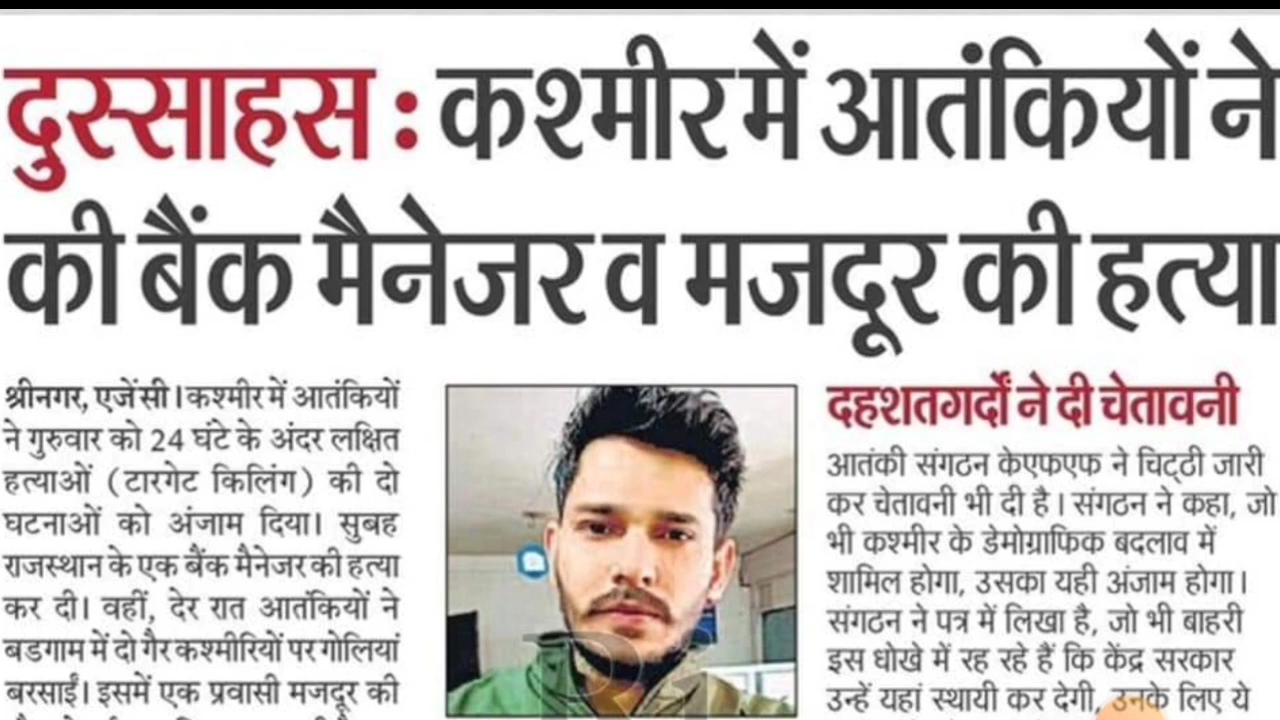 दुस्साहस : कश्मीर में आतंकियों ने
की बैंक मैनेजर व मजदूर की हत्या
श्रीनगर, एजेंसी। कश्मीर में आतंकियों
ने गुरुवार को 24 घंटे के अंदर लक्षित
हत्याओं (टारगेट किलिंग) की दो
घटनाओं को अंजाम दिया। सुबह
राजस्थान के एक बैंक मैनेजर की हत्या
कर दी। वहीं, देर रात आतंकियों ने
बडगाम में दो गैर कश्मीरियों पर गोलियां
बरसाईं। इसमें एक प्रवासी मजदूर की
दहशतगर्दों ने दी चेतावनी
आतंकी संगठन केएफएफ ने चिट्ठी जारी
कर चेतावनी भी दी है। संगठन ने कहा, जो
भी कश्मीर के डेमोग्राफिक बदलाव में
शामिल होगा, उसका यही अंजाम होगा।
संगठन ने पत्र में लिखा है, जो भी बाहरी
इस धोखे में रह रहे हैं कि केंद्र सरकार
उन्हें यहां स्थायी कर देगी, उनके लिए ये